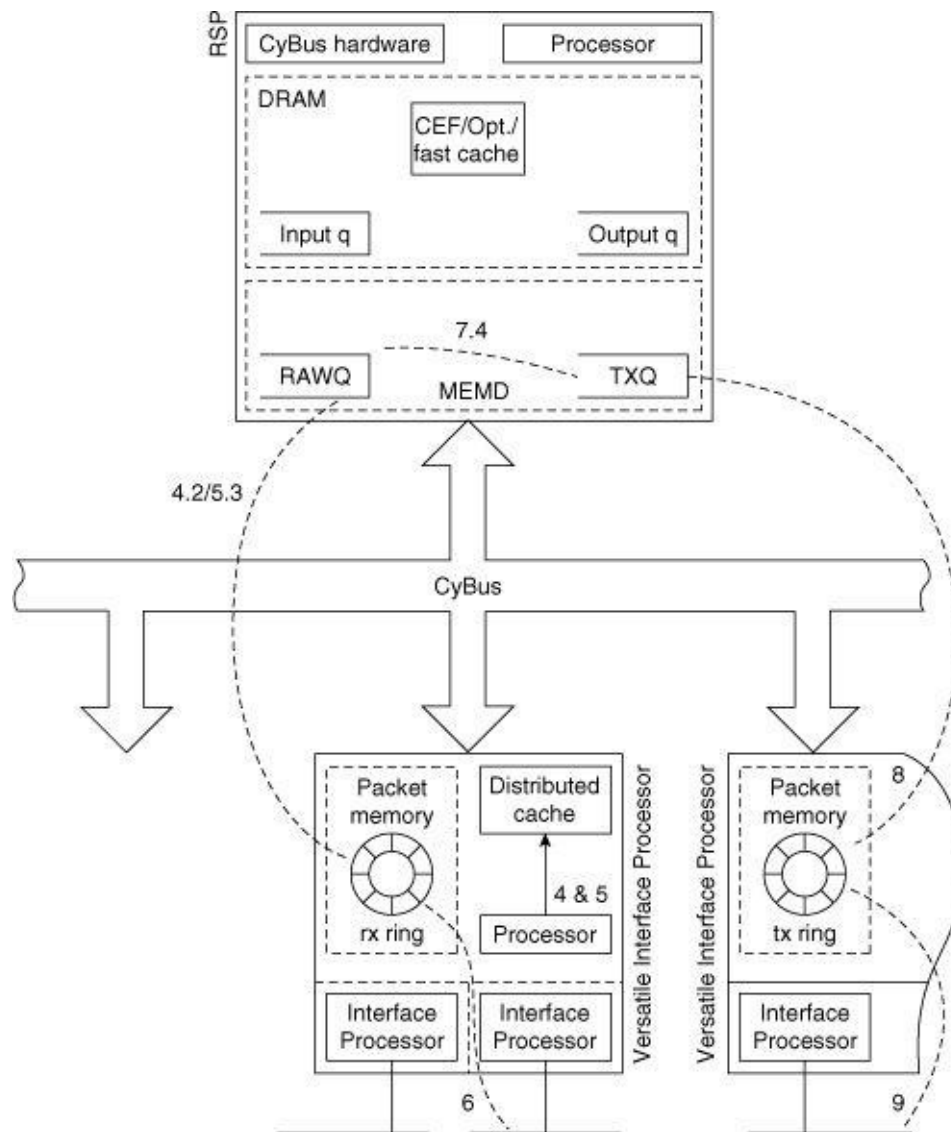 RSP
CyBus hardware
Processor
DRAM
CEF/Opt./
fast cache
Input q
Output q
7.4
RAWQ
TXQ
MEMD
4.2/5.3
CyBus
Packet
memory
rx ring
Distributed
cache
4 & 5
Processor
Versatile Interface Processor
Interface
Processor
Interface
Processor
6
Versatile Interface Processor
8
Packet
memory
tx ring
Interface
Processor
9